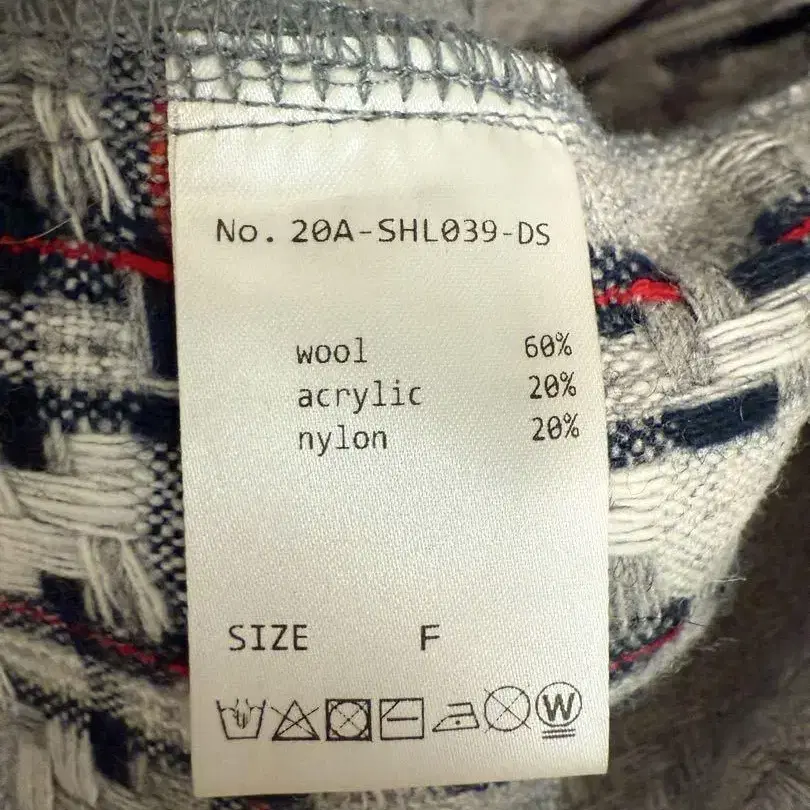 No. 20A-SHL039-DS
wool 60%
acrylic 20%
nylon 20%
SIZE F
W